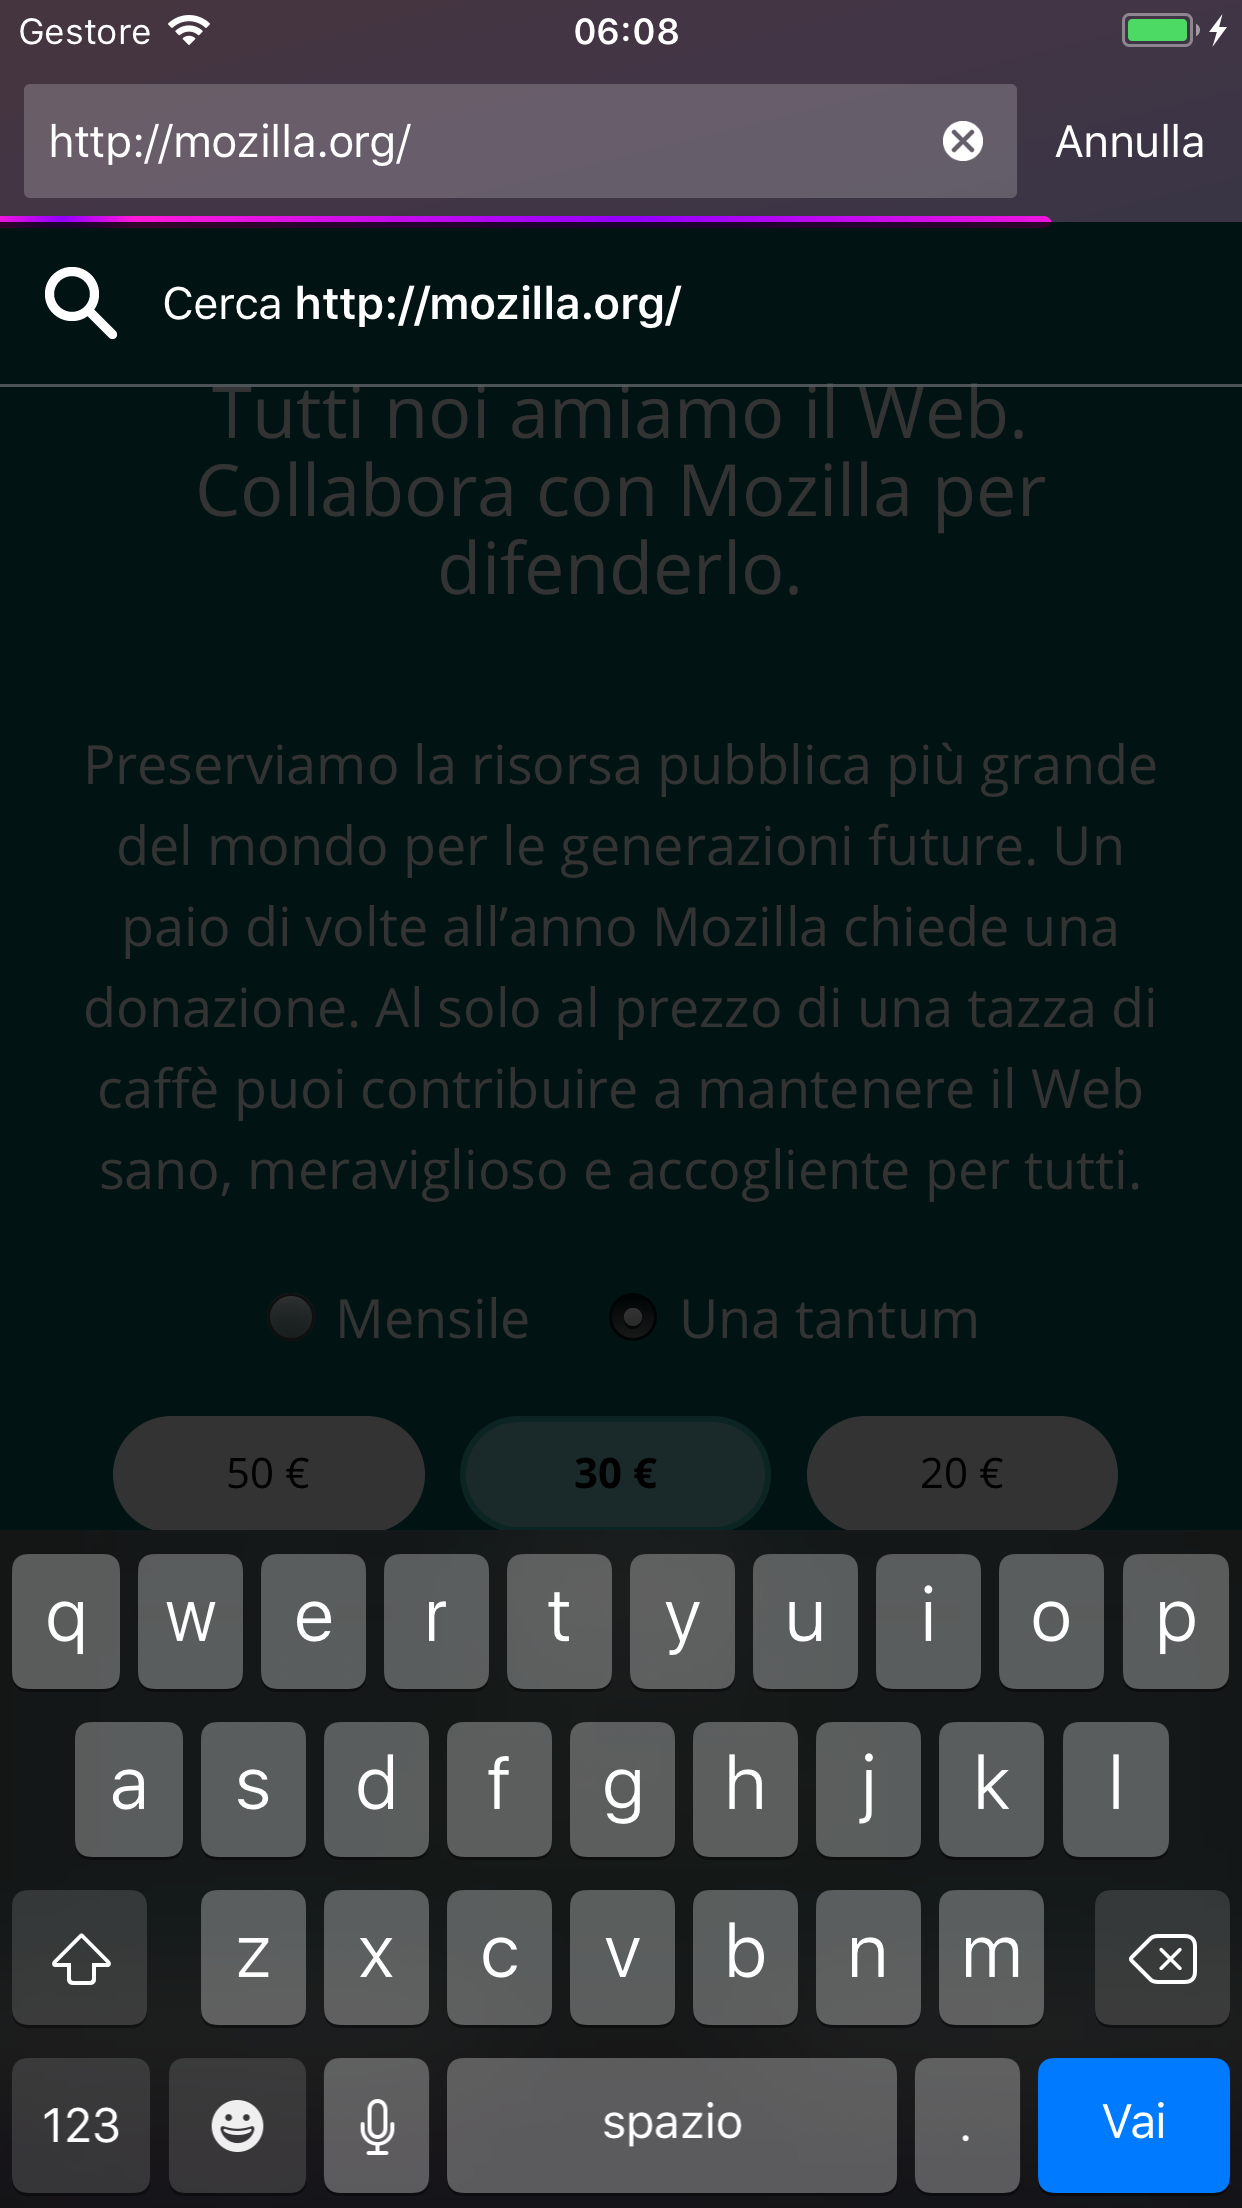 Gestore
06:08
http://mozilla.org/
Annulla
Cerca http://mozilla.org/
Tutti noi amiamo il Web.
Collabora con Mozilla per
difenderlo.
Preserviamo la risorsa pubblica più grande
del mondo per le generazioni future. Un
paio di volte all’anno Mozilla chiede una
donazione. Al solo al prezzo di una tazza di
caffè puoi contribuire a mantenere il Web
sano, meraviglioso e accogliente per tutti.
Mensile Una tantum
50 € 30 € 20 €
q w e r t y u i o p
a s d f g h j k l
z x c v b n m
123 spazio . Vai